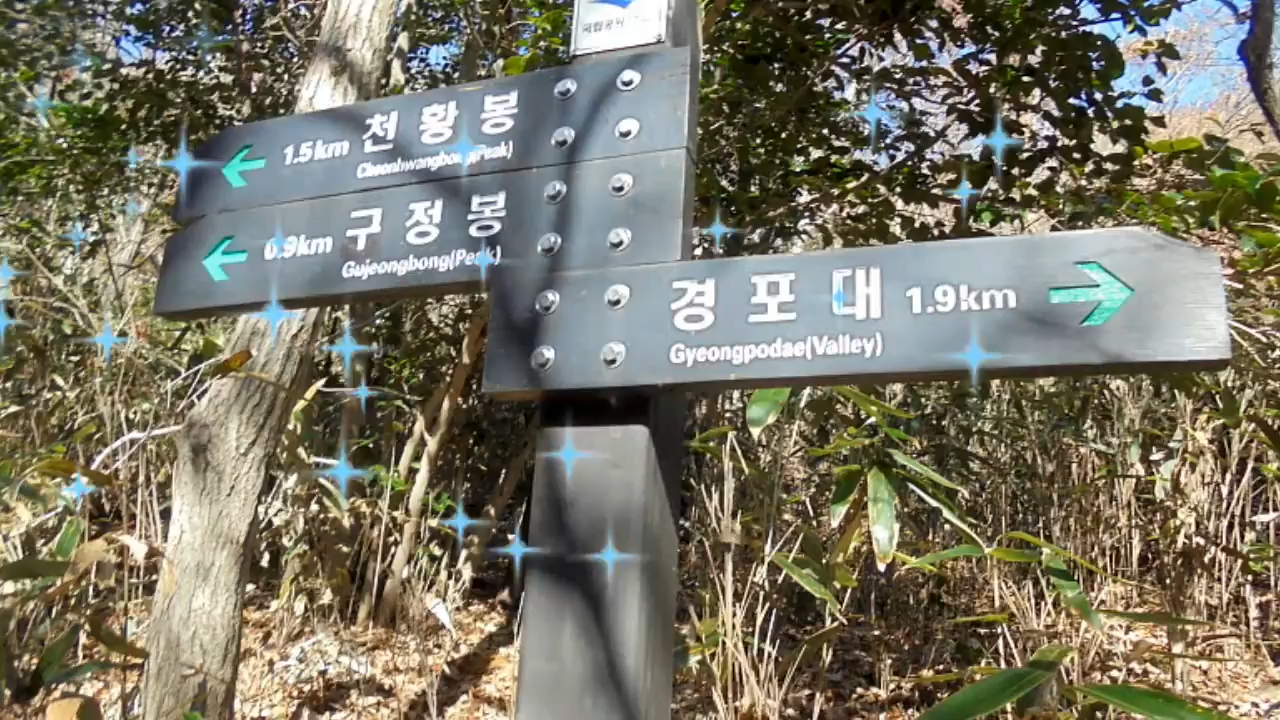 1.5km 천황봉
Cheonhwangbong(Peak)
0.9km 구정봉
Gujeongbong(Peak)
경포대 1.9km
Gyeongpodae(Valley)